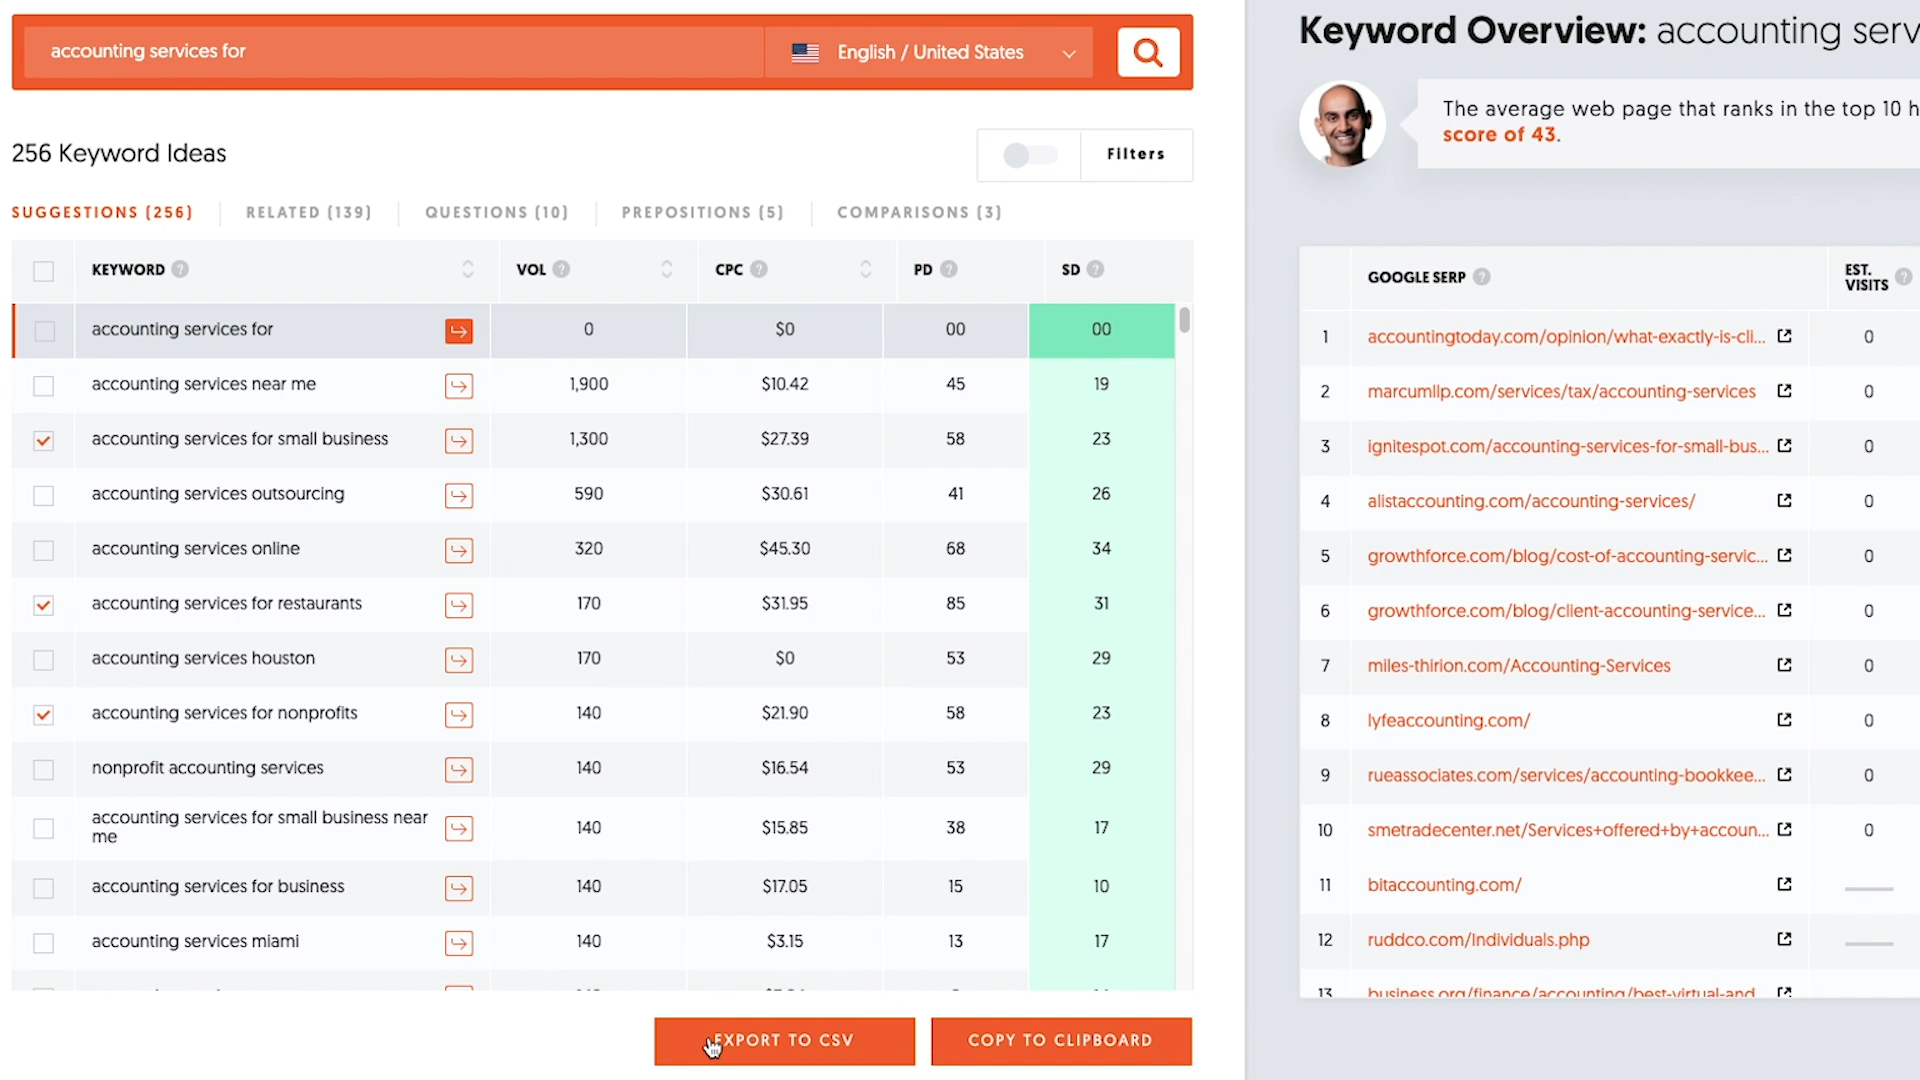 accounting services for
English / United States
256 Keyword Ideas
Filters
SUGGESTIONS (256)
RELATED (139)
QUESTIONS (10)
PREPOSITIONS (5)
COMPARISONS (3)
KEYWORD ? VOL ? CPC ? PD ? SD ?
accounting services for 0 $0 00 00
accounting services near me 1,900 $10.42 45 19
accounting services for small business 1,300 $27.39 58 23
accounting services outsourcing 590 $30.61 41 26
accounting services online 320 $45.30 68 34
accounting services for restaurants 170 $31.95 85 31
accounting services houston 170 $0 53 29
accounting services for nonprofits 140 $21.90 58 23
nonprofit accounting services 140 $16.54 53 29
accounting services for small business near
me 140 $15.85 38 17
accounting services for business 140 $17.05 15 10
accounting services miami 140 $3.15 13 17
EXPORT TO CSV
COPY TO CLIPBOARD
Keyword Overview: accounting serv
The average web page that ranks in the top 10 h
score of 43.
GOOGLE SERP ? EST.
VISITS ?
1 accountingtoday.com/opinion/what-exactly-is-cli... 0
2 marcumllp.com/services/tax/accounting-services 0
3 ignitespot.com/accounting-services-for-small-bus... 0
4 alistaccounting.com/accounting-services/ 0
5 growthforce.com/blog/cost-of-accounting-servic... 0
6 growthforce.com/blog/client-accounting-service... 0
7 miles-thirion.com/Accounting-Services 0
8 lyfeaccounting.com/ 0
9 rueassociates.com/services/accounting-bookkee... 0
10 smetradecenter.net/Services+offered+by+accoun... 0
11 bitaccounting.com/
12 ruddco.com/Individuals.php
13 business.org/finance/accounting/best-virtual-and